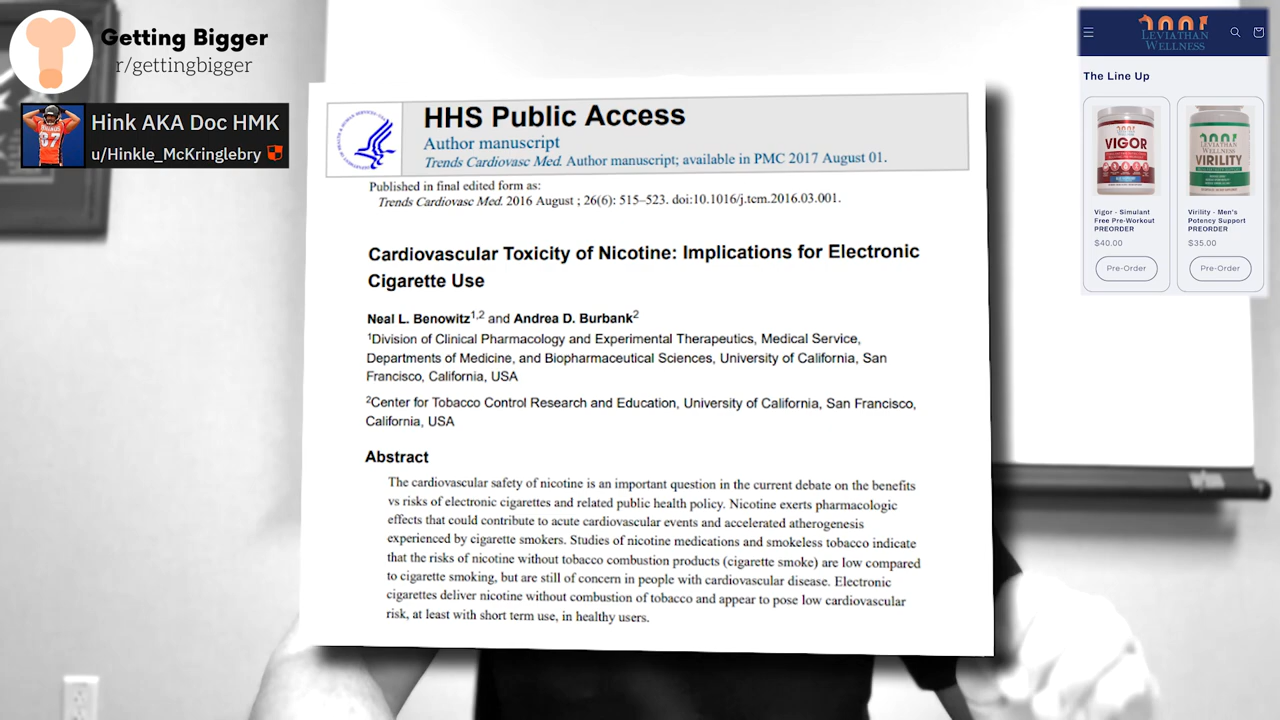 Getting Bigger
r/gettingbigger
Hink AKA Doc HMK
u/Hinkle_McKringlebry
HHS Public Access
Author manuscript
Trends Cardiovasc Med. Author manuscript; available in PMC 2017 August 01.
Published in final edited form as:
Trends Cardiovasc Med. 2016 August ; 26(6): 515–523. doi:10.1016/j.tcm.2016.03.001.
Cardiovascular Toxicity of Nicotine: Implications for Electronic
Cigarette Use
Neal L. Benowitz1,2 and Andrea D. Burbank2
1Division of Clinical Pharmacology and Experimental Therapeutics, Medical Service,
Departments of Medicine, and Biopharmaceutical Sciences, University of California, San
Francisco, California, USA
2Center for Tobacco Control Research and Education, University of California, San Francisco,
California, USA
Abstract
The cardiovascular safety of nicotine is an important question in the current debate on the benefits
vs risks of electronic cigarettes and related public health policy. Nicotine exerts pharmacologic
effects that could contribute to acute cardiovascular events and accelerated atherogenesis
experienced by cigarette smokers. Studies of nicotine medications and smokeless tobacco indicate
that the risks of nicotine without tobacco combustion products (cigarette smoke) are low compared
to cigarette smoking, but are still of concern in people with cardiovascular disease. Electronic
cigarettes deliver nicotine without combustion of tobacco and appear to pose low cardiovascular
risk, at least with short term use, in healthy users.
LEVIATHAN
WELLNESS
The Line Up
VIGOR
LEVIATHAN
WELLNESS
VIRILITY
Vigor - Simulant
Free Pre-Workout
PREORDER
$40.00
Pre-Order
Virility - Men's
Potency Support
PREORDER
$35.00
Pre-Order